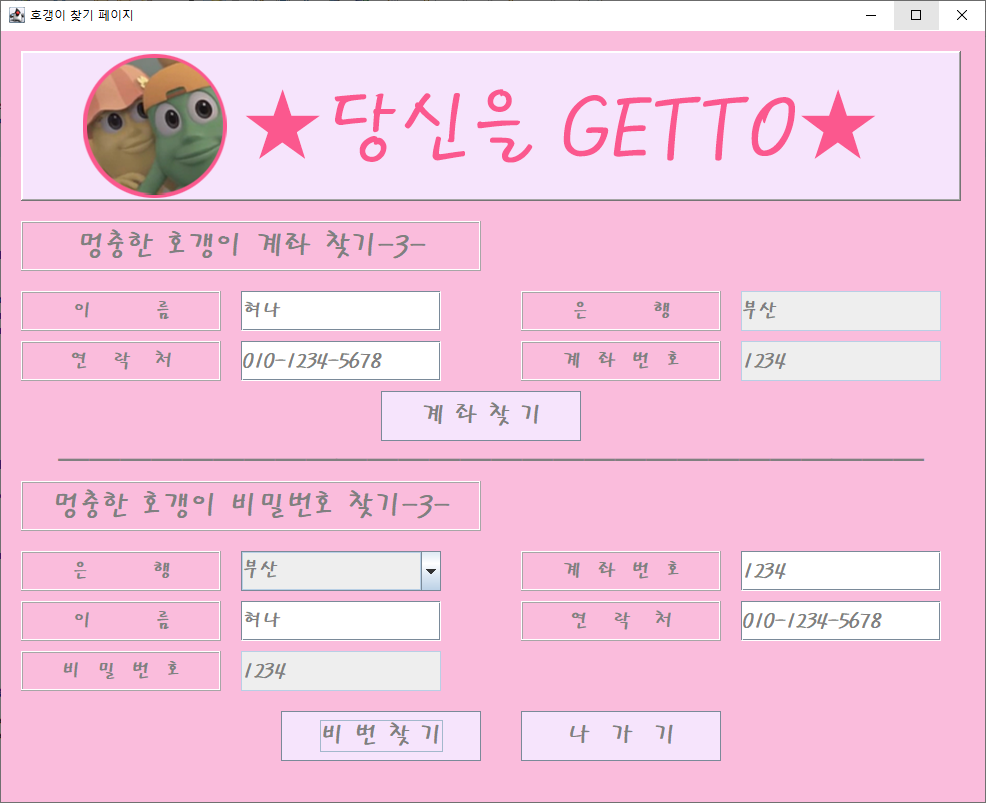 호갱이 찾기 페이지
★당신을 GETTO★
멍충한 호갱이 계좌 찾기-3-
이 름 혀나 은 행 부산
연 락 처 010-1234-5678 계 좌 번 호 1234
계 좌 찾 기
멍충한 호갱이 비밀번호 찾기-3-
은 행 부산 계 좌 번 호 1234
이 름 혀나 연 락 처 010-1234-5678
비 밀 번 호 1234
비 번 찾 기 나 가 기